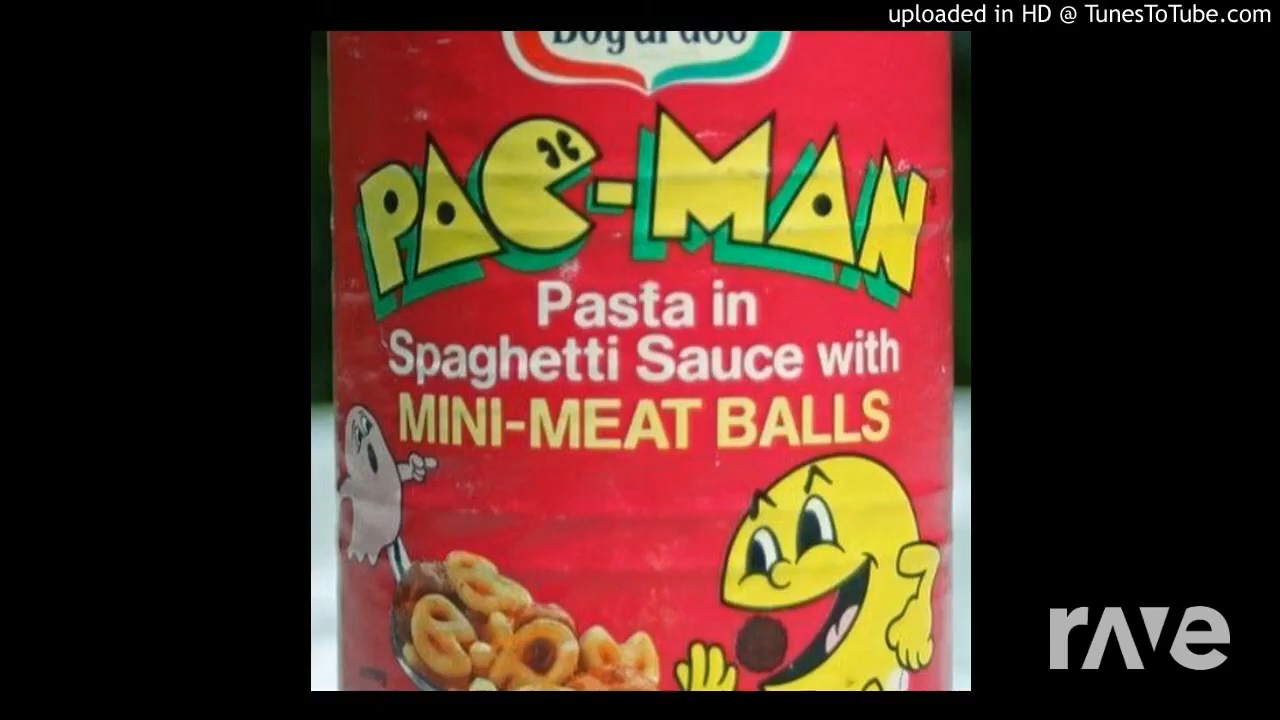 uploaded in HD @ TunesToTube.com
PAC-MAN
Pasta in
Spaghetti Sauce with
MINI-MEAT BALLS
rave